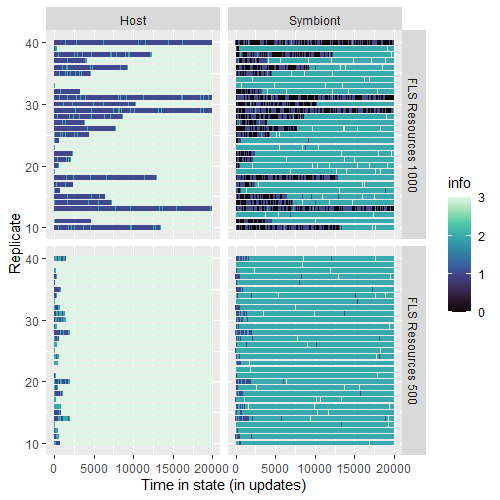 Host Symbiont
40
30
20
10
FLS Resources 1000
40
30
20
10
FLS Resources 500
Replicate
0 5000 10000 15000 20000 0 5000 10000 15000 20000
Time in state (in updates)
info
3
2
1
0